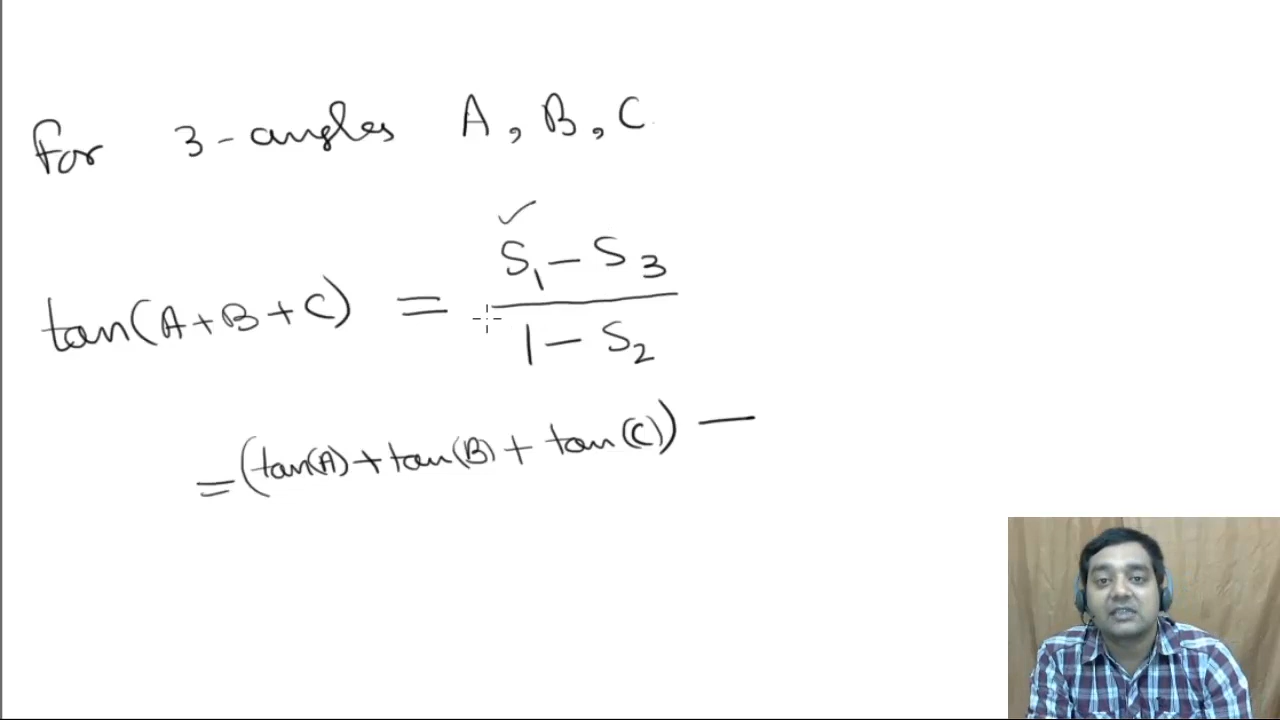 For 3-angles A, B, C
tan(A+B+C) = (S₁ - S₃) / (1 - S₂)
= (tan(A) + tan(B) + tan(C)) -